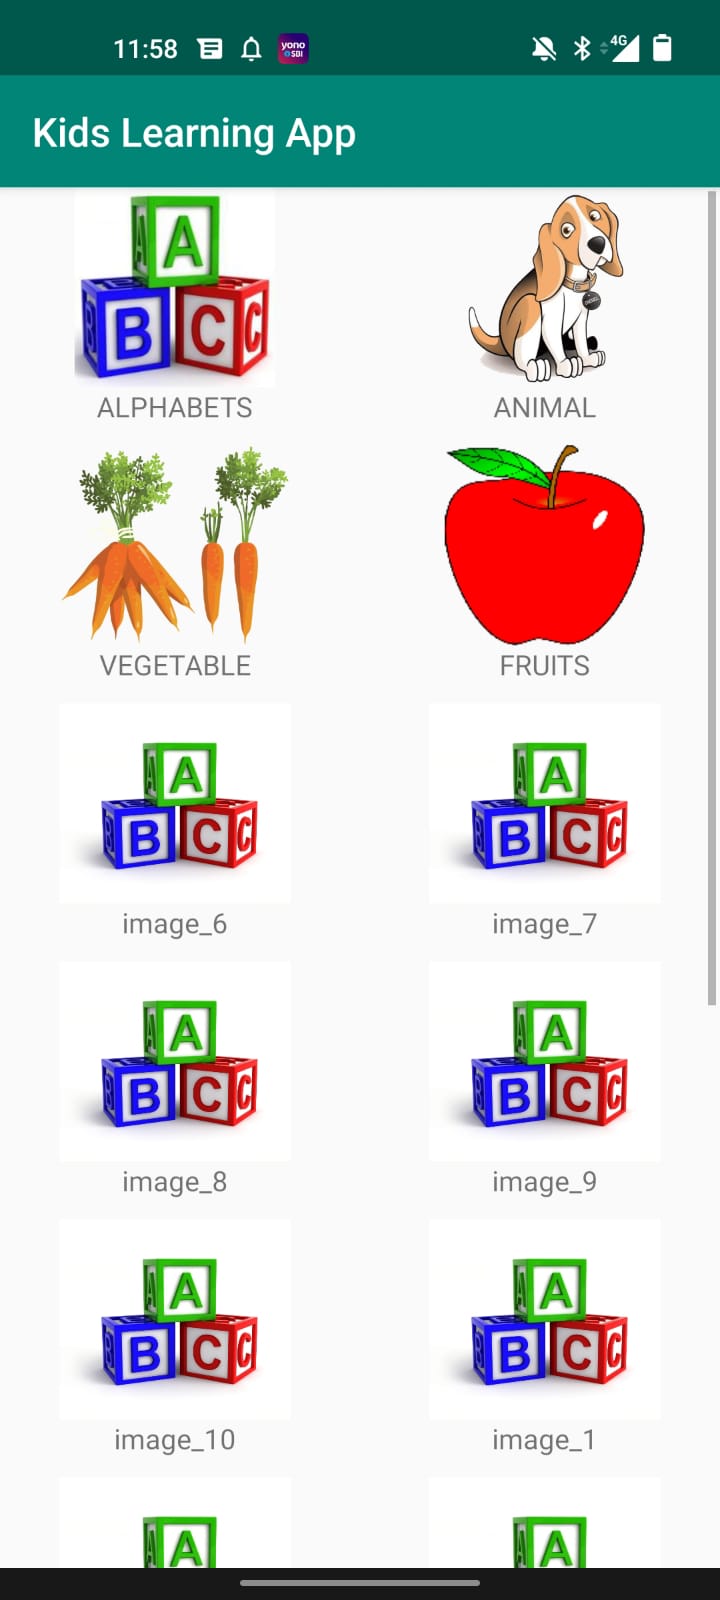 11:58
yono
SBI
4G
Kids Learning App
A A
B B C C
ALPHABETS
ANIMAL
VEGETABLE
FRUITS
A A
B B C C
A A
B B C C
image_6
image_7
A A
B B C C
A A
B B C C
image_8
image_9
A A
B B C C
A A
B B C C
image_10
image_1
A A
A A